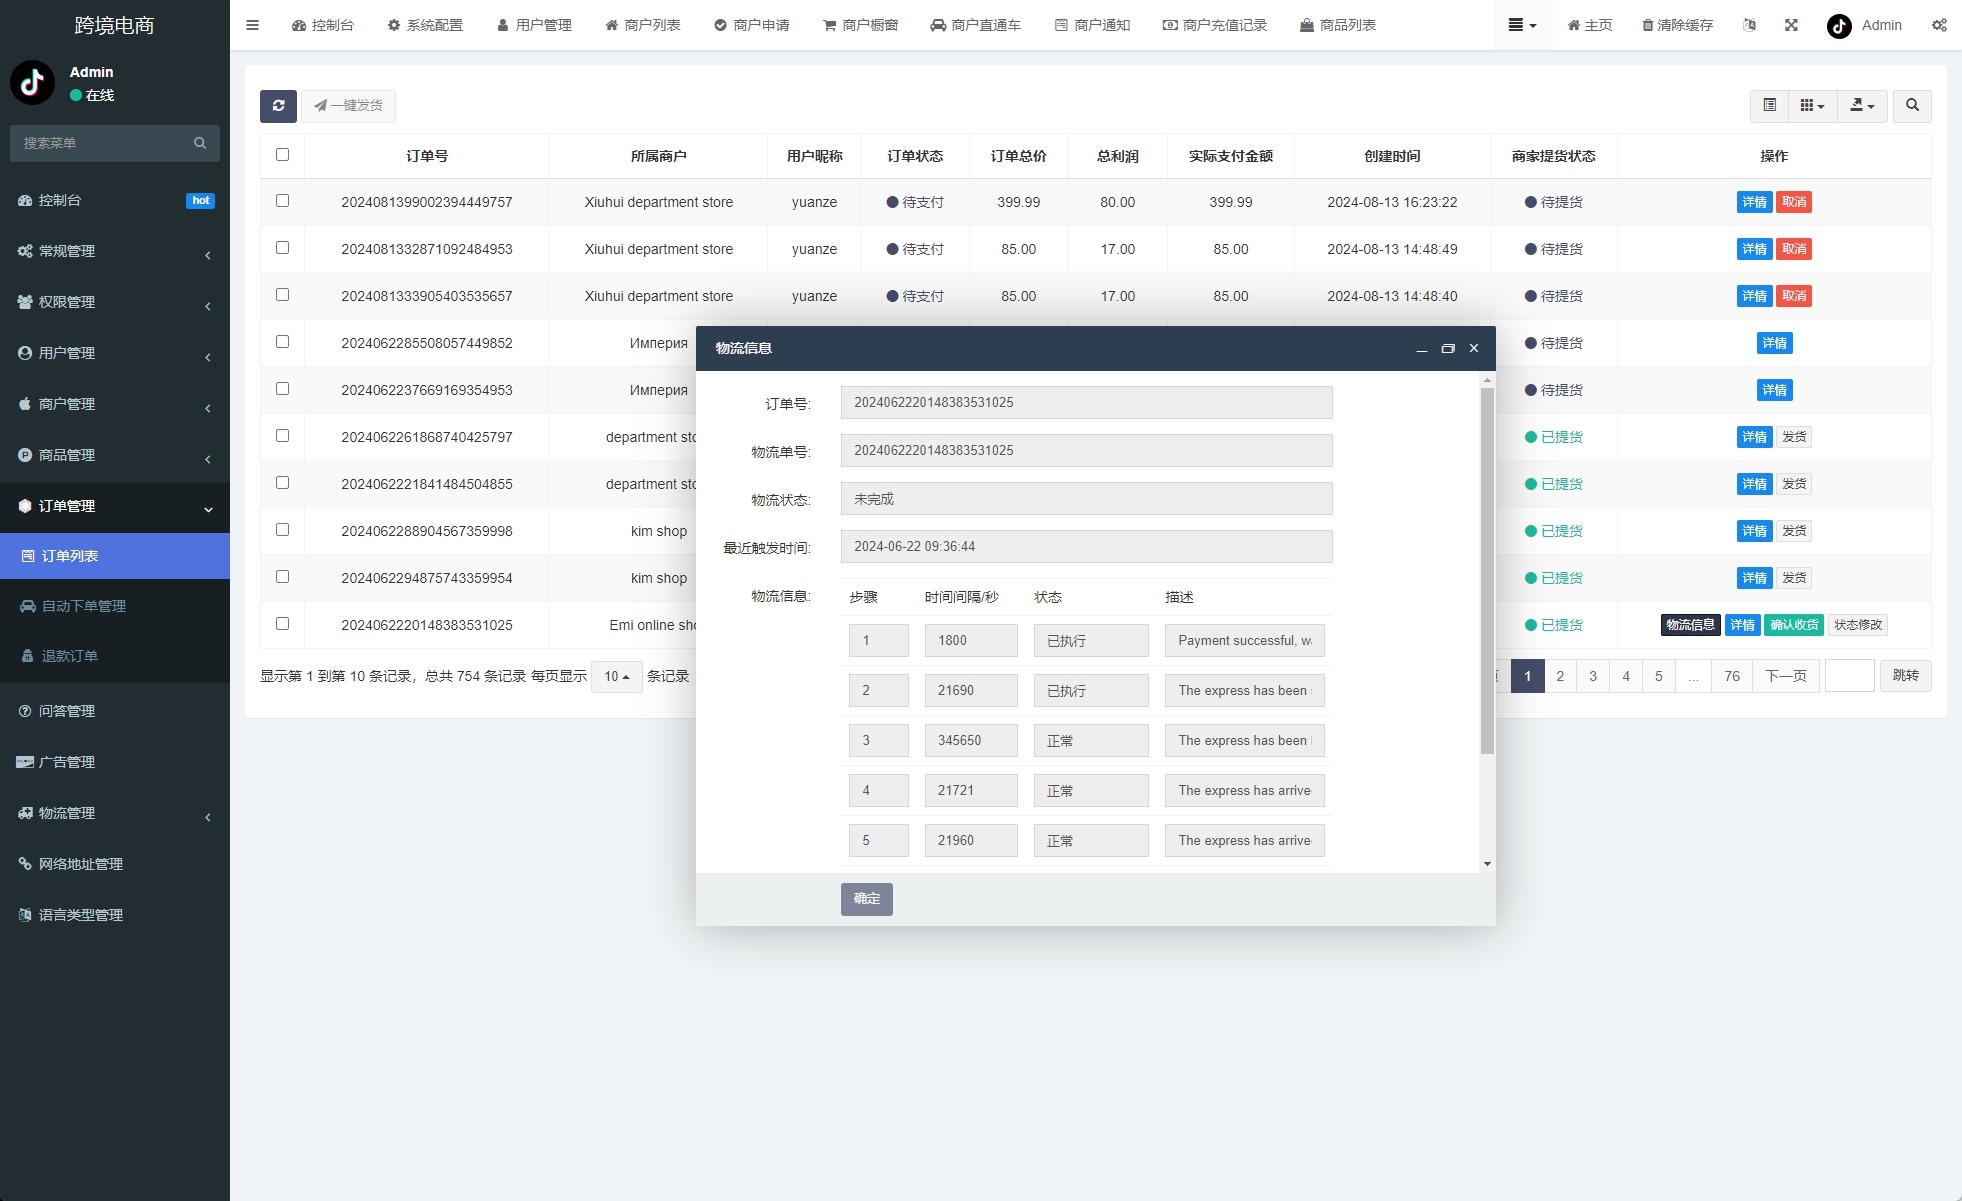 跨境电商
控制台 系统配置 用户管理 商户列表 商户申请 商户橱窗 商户直通车 商户通知 商户充值记录 商品列表 主页 清除缓存 Admin
Admin
在线
搜索菜单
控制台 hot
常规管理
权限管理
用户管理
商户管理
商品管理
订单管理
订单列表
自动下单管理
退款订单
问答管理
广告管理
物流管理
网络地址管理
语言类型管理
一键发货
订单号 所属商户 用户昵称 订单状态 订单总价 总利润 实际支付金额 创建时间 商家提货状态 操作
2024081399002394449757 Xiuhui department store yuanze 待支付 399.99 80.00 399.99 2024-08-13 16:23:22 待提货 详情 取消
2024081332871092484953 Xiuhui department store yuanze 待支付 85.00 17.00 85.00 2024-08-13 14:48:49 待提货 详情 取消
2024081333905403535657 Xiuhui department store yuanze 待支付 85.00 17.00 85.00 2024-08-13 14:48:40 待提货 详情 取消
2024062285508057449852 Империя 待提货 详情
2024062237669169354953 Империя 待提货 详情
2024062261868740425797 department sto 已提货 详情 发货
2024062221841484504855 department sto 已提货 详情 发货
2024062288904567359998 kim shop 已提货 详情 发货
2024062294875743359954 kim shop 已提货 详情 发货
2024062220148383531025 Emi online sho 已提货 物流信息 详情 确认收货 状态修改
显示第 1 到第 10 条记录，总共 754 条记录 每页显示 10 条记录
1 2 3 4 5 ... 76 下一页 跳转
物流信息
订单号: 2024062220148383531025
物流单号: 2024062220148383531025
物流状态: 未完成
最近触发时间: 2024-06-22 09:36:44
物流信息: 步骤 时间间隔/秒 状态 描述
1 1800 已执行 Payment successful, w
2 21690 已执行 The express has been
3 345650 正常 The express has been
4 21721 正常 The express has arrive
5 21960 正常 The express has arrive
确定